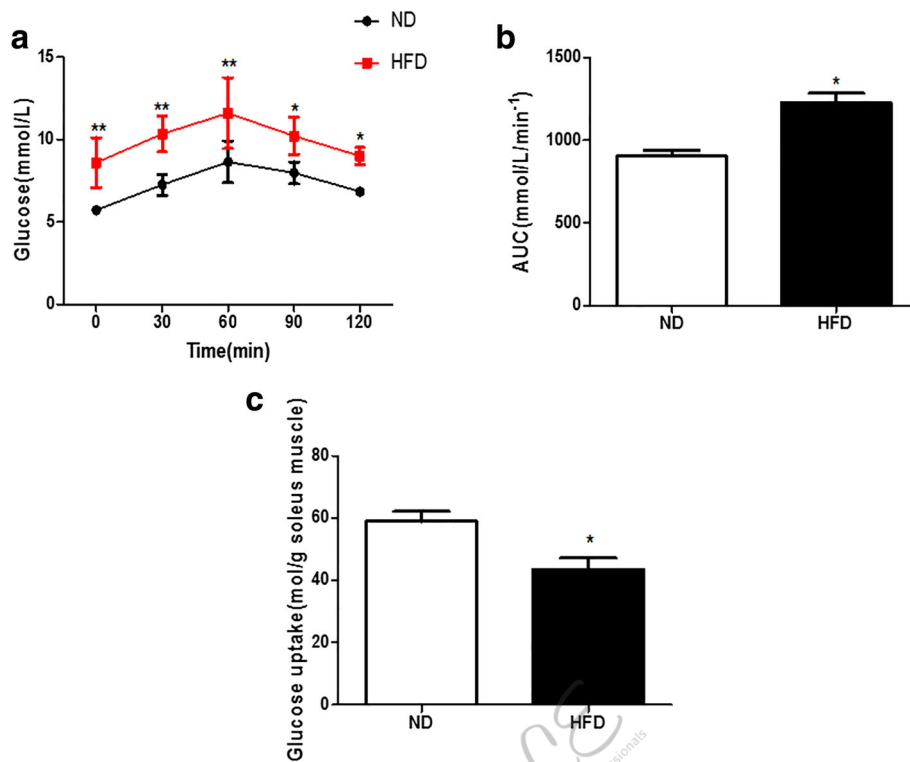 a
ND
HFD
Glucose(mmol/L)
15
10
5
0
** ** ** * *
0 30 60 90 120
Time(min)
b
AUC(mmol/L/min⁻¹)
1500
1000
500
0
*
ND HFD
c
Glucose uptake(mol/g soleus muscle)
80
60
40
20
0
*
ND HFD